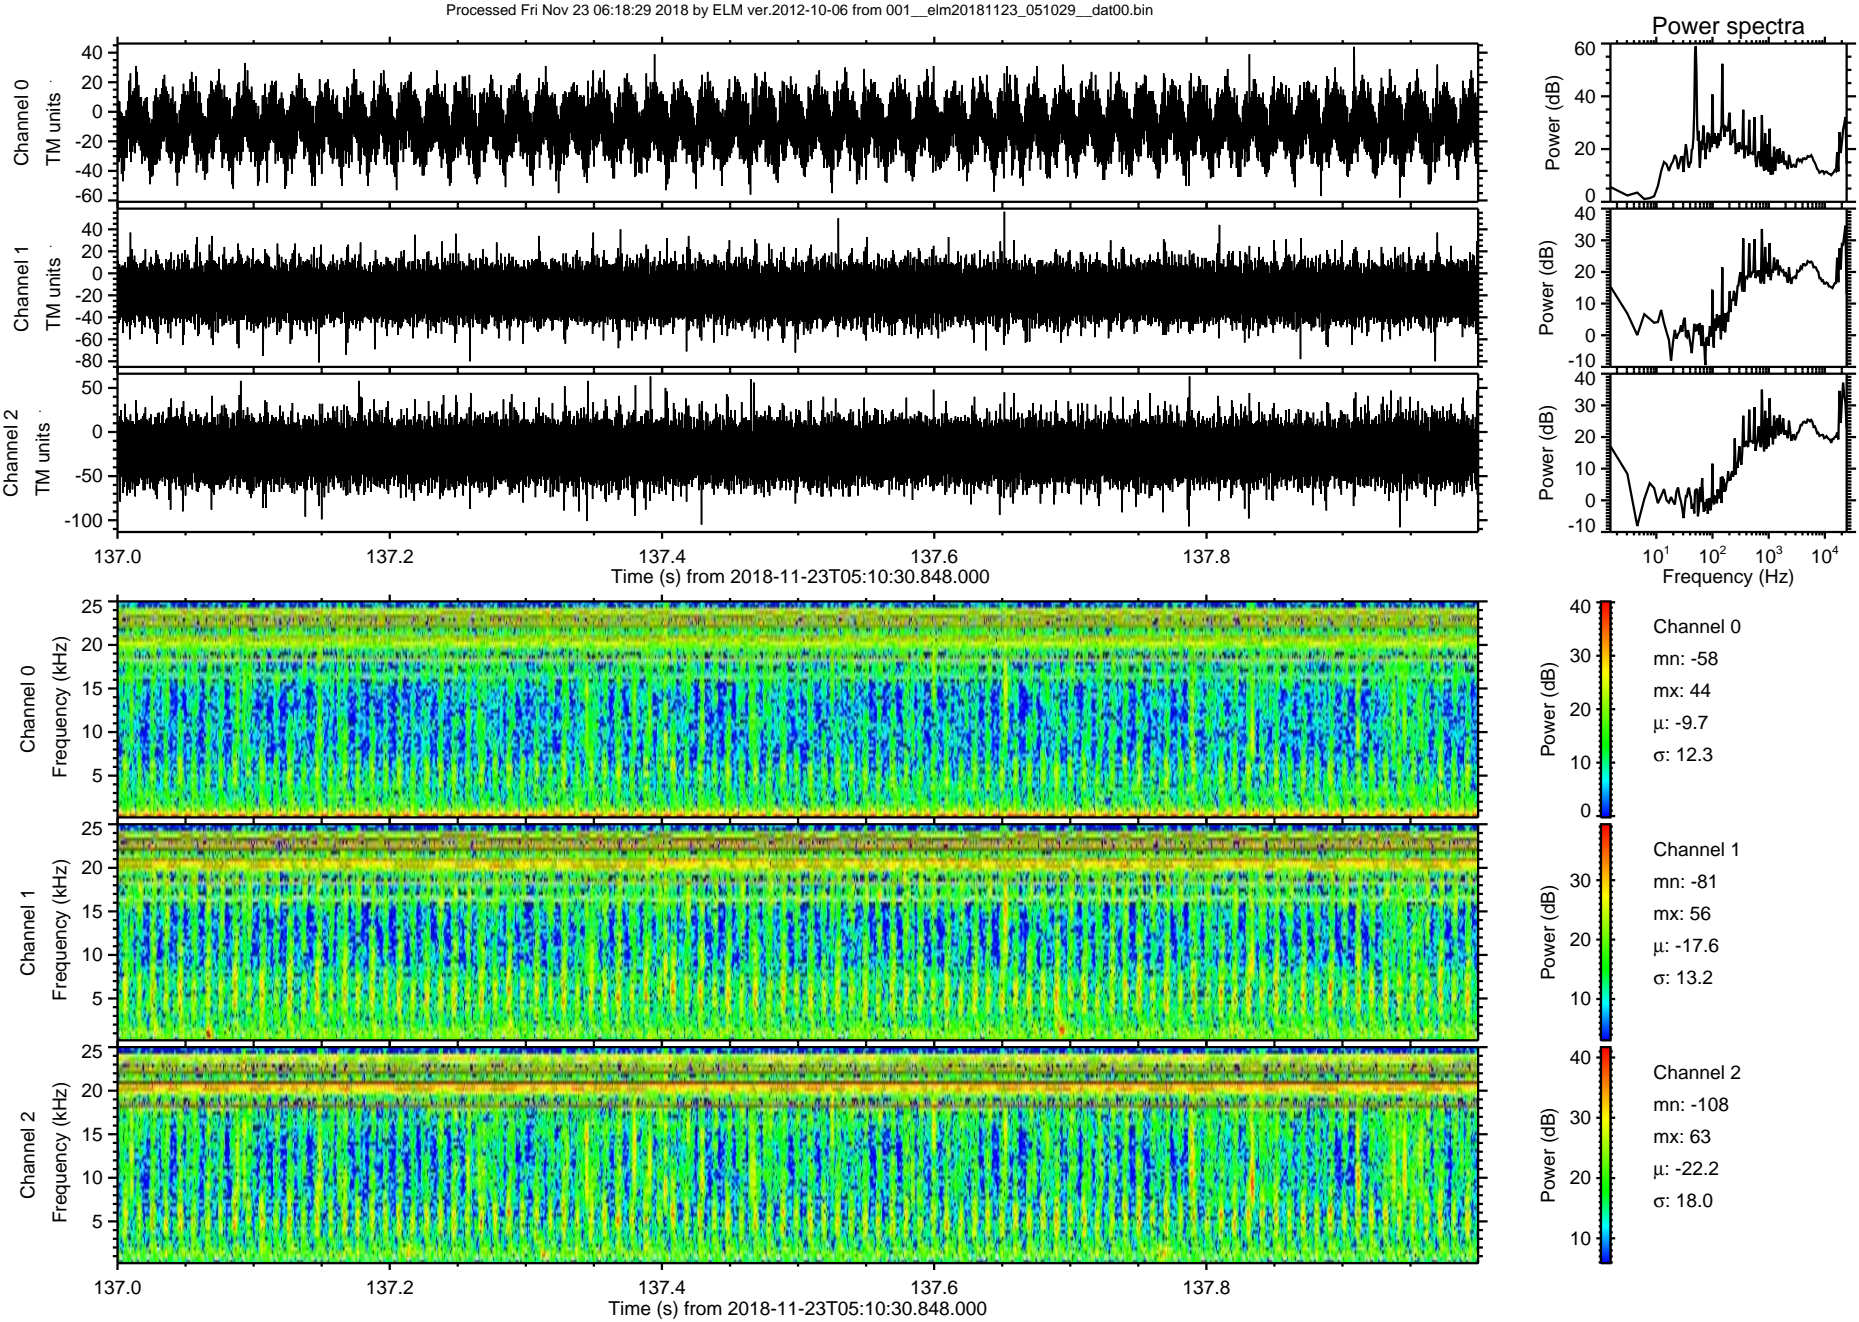 Processed Fri Nov 23 06:18:29 2018 by ELM ver.2012-10-06 from 001__elm20181123_051029__dat00.bin
Power spectra
Channel 0
TM units
40
20
0
-20
-40
-60
Power (dB)
60
40
20
0
Channel 1
TM units
40
20
0
-20
-40
-60
-80
Power (dB)
40
30
20
10
0
-10
Channel 2
TM units
50
0
-50
-100
Power (dB)
40
30
20
10
0
-10
137.0 137.2 137.4 137.6 137.8
Time (s) from 2018-11-23T05:10:30.848.000
10¹ 10² 10³ 10⁴
Frequency (Hz)
Channel 0
Frequency (kHz)
25
20
15
10
5
Power (dB)
40
30
20
10
0
Channel 0
mn: -58
mx: 44
μ: -9.7
σ: 12.3
Channel 1
Frequency (kHz)
25
20
15
10
5
Power (dB)
30
20
10
Channel 1
mn: -81
mx: 56
μ: -17.6
σ: 13.2
Channel 2
Frequency (kHz)
25
20
15
10
5
Power (dB)
40
30
20
10
Channel 2
mn: -108
mx: 63
μ: -22.2
σ: 18.0
137.0 137.2 137.4 137.6 137.8
Time (s) from 2018-11-23T05:10:30.848.000